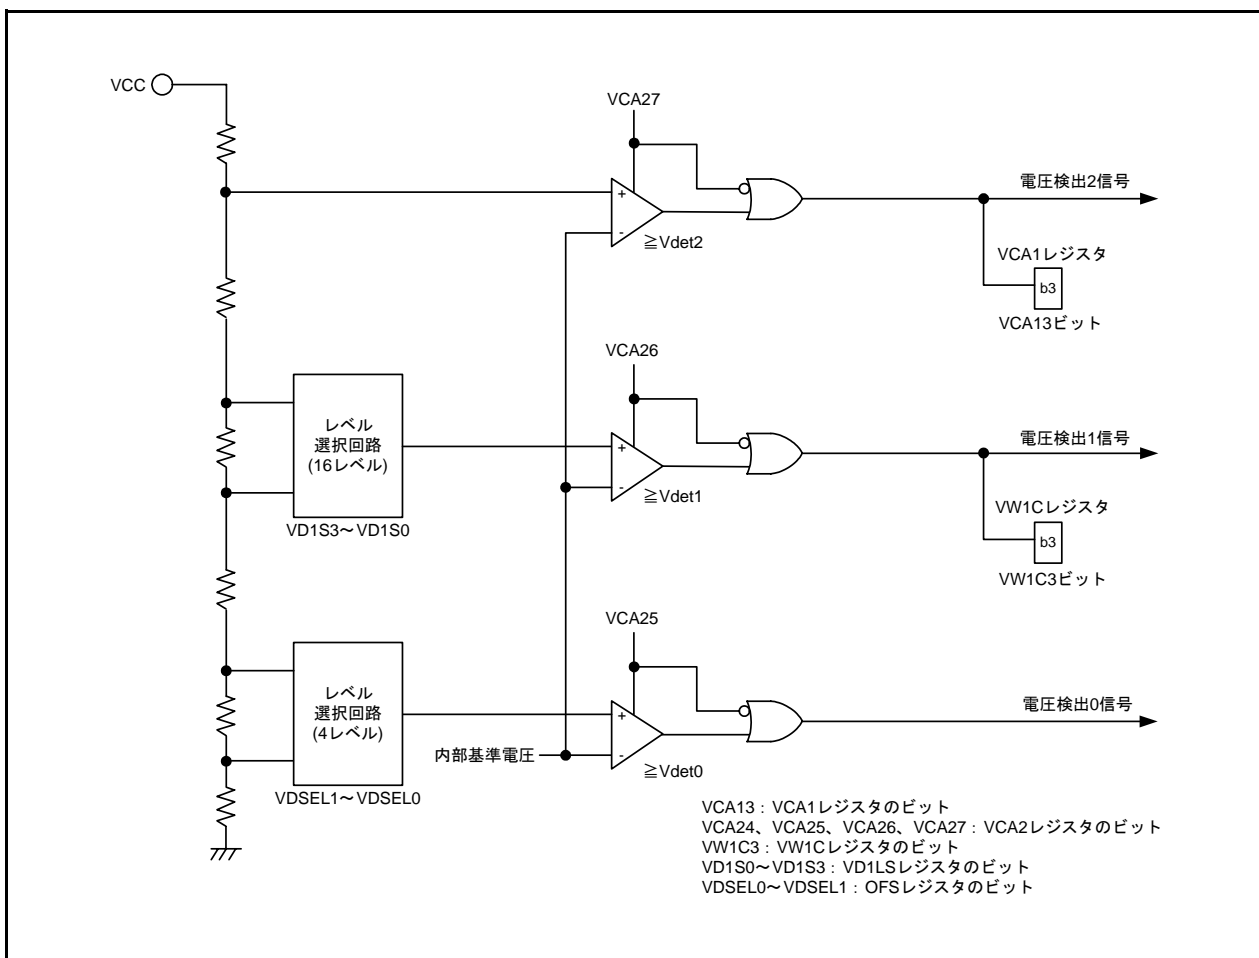 VCC
VCA27
+
-
≧Vdet2
電圧検出2信号
VCA1レジスタ
b3
VCA13ビット
VCA26
レベル
選択回路
(16レベル)
VD1S3～VD1S0
+
-
≧Vdet1
電圧検出1信号
VW1Cレジスタ
b3
VW1C3ビット
VCA25
レベル
選択回路
(4レベル)
VDSEL1～VDSEL0
+
-
内部基準電圧
≧Vdet0
電圧検出0信号
VCA13：VCA1レジスタのビット
VCA24、VCA25、VCA26、VCA27：VCA2レジスタのビット
VW1C3：VW1Cレジスタのビット
VD1S0～VD1S3：VD1LSレジスタのビット
VDSEL0～VDSEL1：OFSレジスタのビット